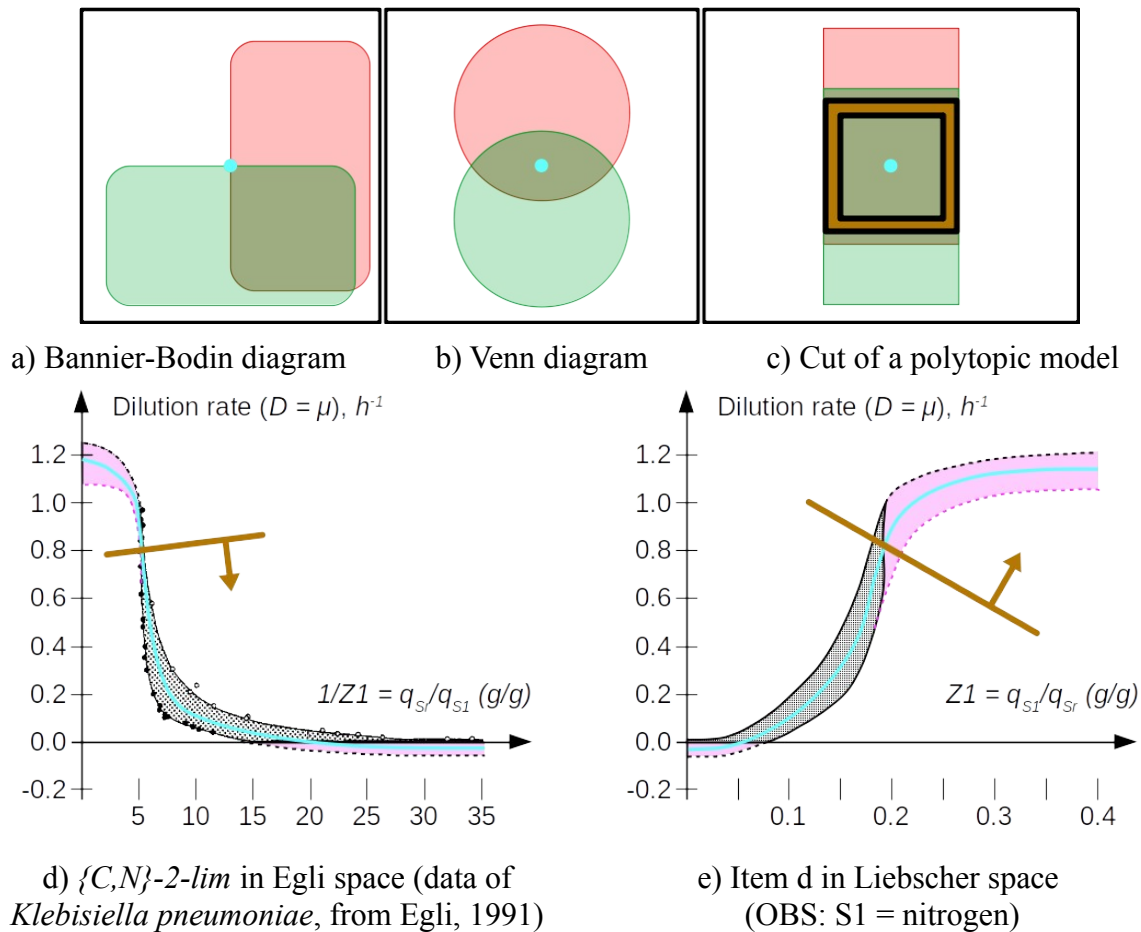 a) Bannier-Bodin diagram
b) Venn diagram
c) Cut of a polytopic model
Dilution rate (D = μ), h⁻¹
1.2
1.0
0.8
0.6
0.4
0.2
0.0
-0.2
1/Z1 = q_Sr/q_S1 (g/g)
5 10 15 20 25 30 35
d) {C,N}-2-lim in Egli space (data of
Klebisiella pneumoniae, from Egli, 1991)
Dilution rate (D = μ), h⁻¹
1.2
1.0
0.8
0.6
0.4
0.2
0.0
-0.2
Z1 = q_S1/q_Sr (g/g)
0.1 0.2 0.3 0.4
e) Item d in Liebscher space
(OBS: S1 = nitrogen)